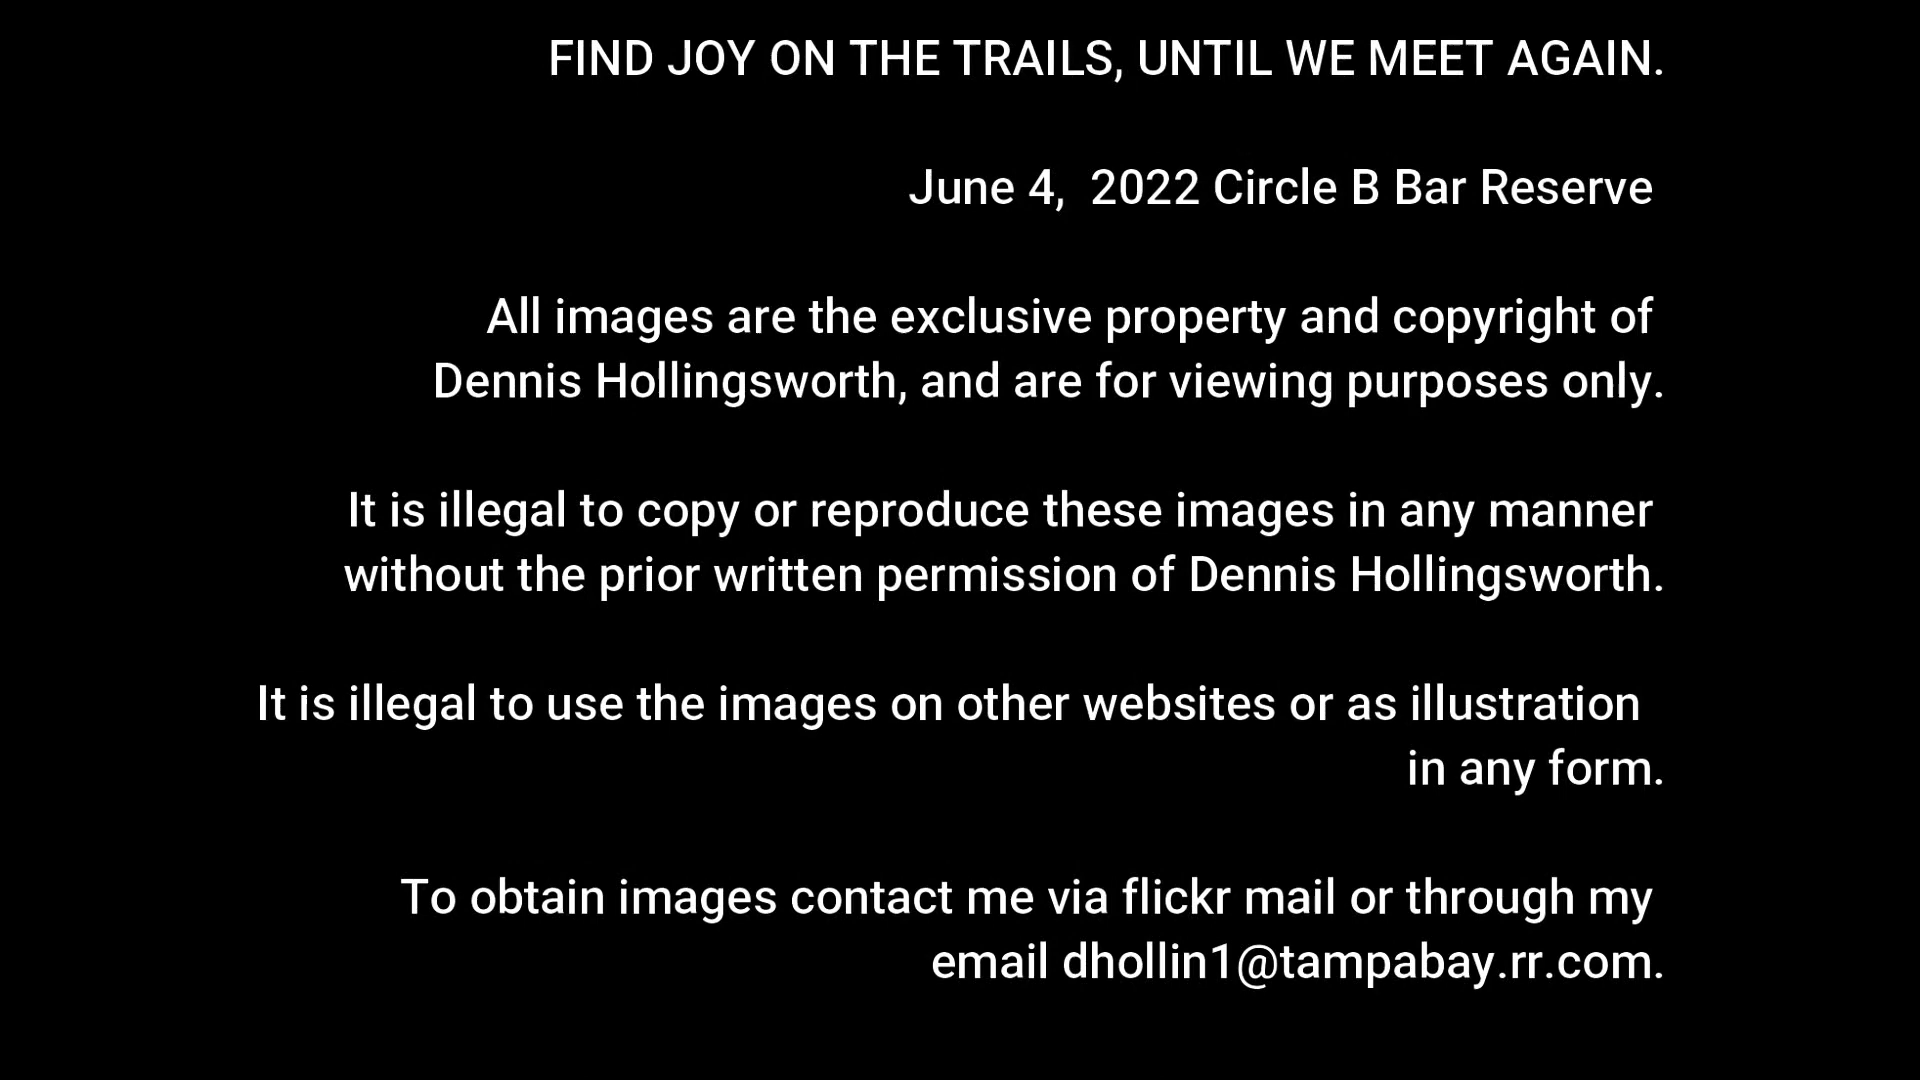 FIND JOY ON THE TRAILS, UNTIL WE MEET AGAIN.
June 4,  2022 Circle B Bar Reserve
All images are the exclusive property and copyright of
Dennis Hollingsworth, and are for viewing purposes only.
It is illegal to copy or reproduce these images in any manner
without the prior written permission of Dennis Hollingsworth.
It is illegal to use the images on other websites or as illustration
in any form.
To obtain images contact me via flickr mail or through my
email dhollin1@tampabay.rr.com.